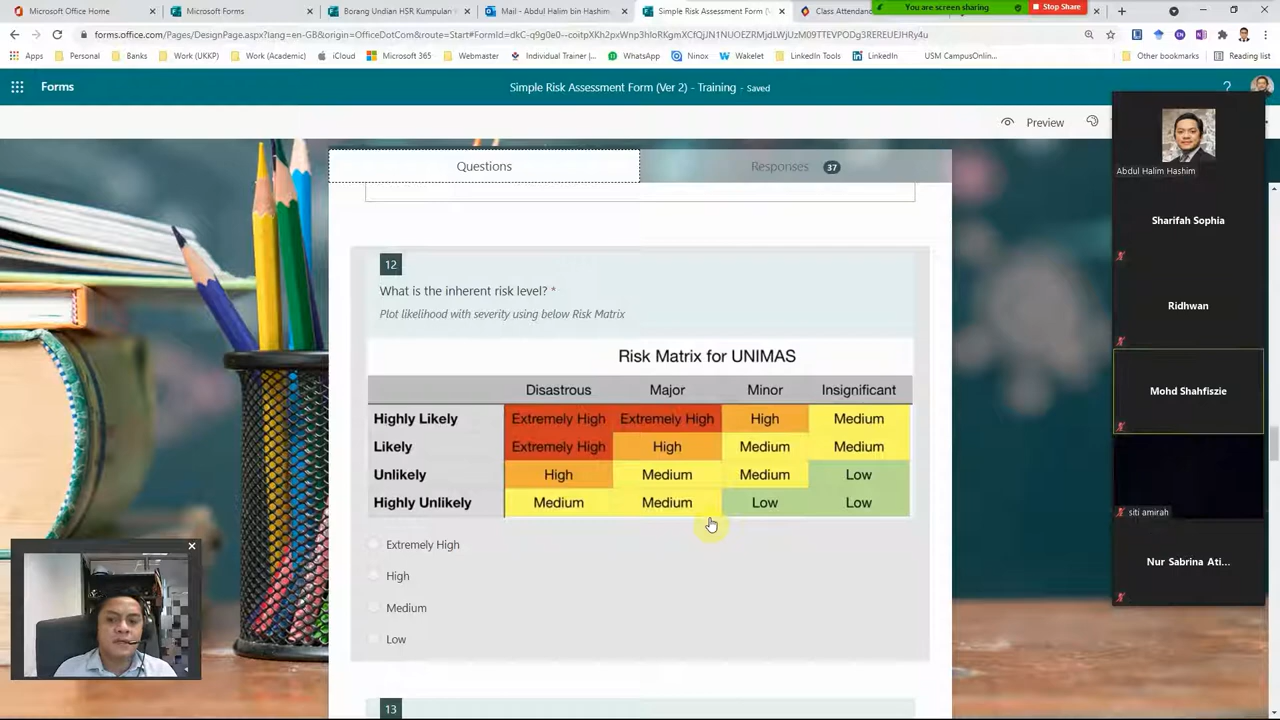 Microsoft Office Home
Microsoft Forms
Borang Undian HSR Kumpulan
Mail - Abdul Halim bin Hashim
Simple Risk Assessment Form (V
Class Attendanc
You are screen sharing
Stop Share
Apps
Personal
Work (UKKP)
Work (Academic)
iCloud
Microsoft 365
Individual Trainer |...
WhatsApp
Ninox
Wakelet
LinkedIn Tools
LinkedIn
USM CampusOnlin...
Other bookmarks
Reading list
Forms
Simple Risk Assessment Form (Ver 2) - Training - Saved
?
Preview
Questions
Responses 37
12
What is the inherent risk level? *
Plot likelihood with severity using below Risk Matrix
Risk Matrix for UNIMAS
Disastrous Major Minor Insignificant
Highly Likely Extremely High Extremely High High Medium
Likely Extremely High High Medium Medium
Unlikely High Medium Medium Low
Highly Unlikely Medium Medium Low Low
Extremely High
High
Medium
Low
13
Abdul Halim Hashim
Sharifah Sophia
Ridhwan
Mohd Shahfiszie
siti amirah
Nur Sabrina Ati...